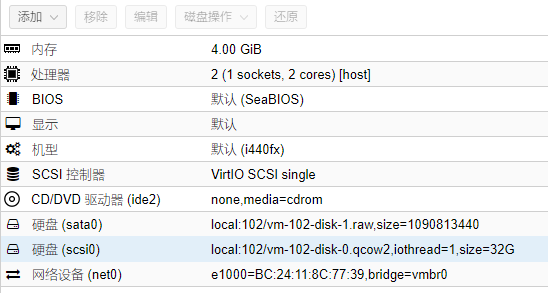 添加 移除 编辑 磁盘操作 还原
内存 4.00 GiB
处理器 2 (1 sockets, 2 cores) [host]
BIOS 默认 (SeaBIOS)
显示 默认
机型 默认 (i440fx)
SCSI 控制器 VirtIO SCSI single
CD/DVD 驱动器 (ide2) none,media=cdrom
硬盘 (sata0) local:102/vm-102-disk-1.raw,size=1090813440
硬盘 (scsi0) local:102/vm-102-disk-0.qcow2,iothread=1,size=32G
网络设备 (net0) e1000=BC:24:11:8C:77:39,bridge=vmbr0